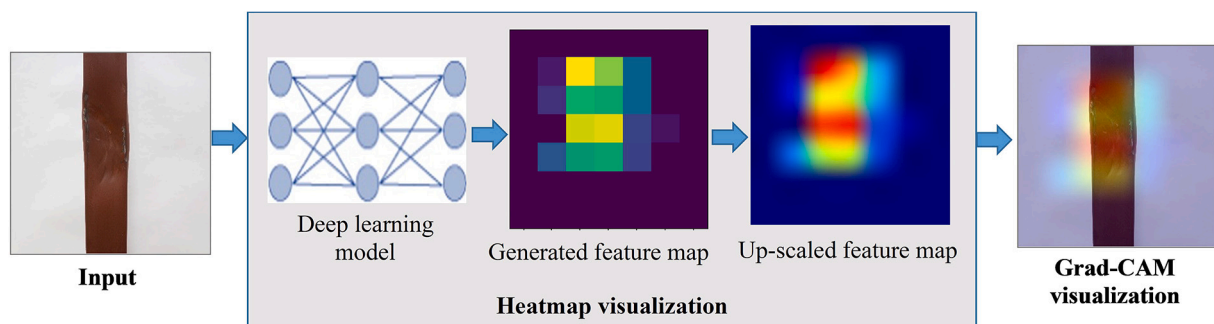 Input
Deep learning
model
Generated feature map
Up-scaled feature map
Heatmap visualization
Grad-CAM
visualization